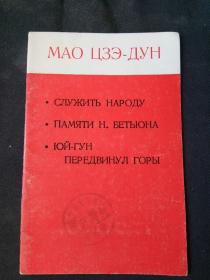 МАО ЦЗЭ-ДУН
• СЛУЖИТЬ НАРОДУ
• ПАМЯТИ Н. БЕТЬЮНА
• ЮЙ-ГУН
ПЕРЕДВИНУЛ ГОРЫ